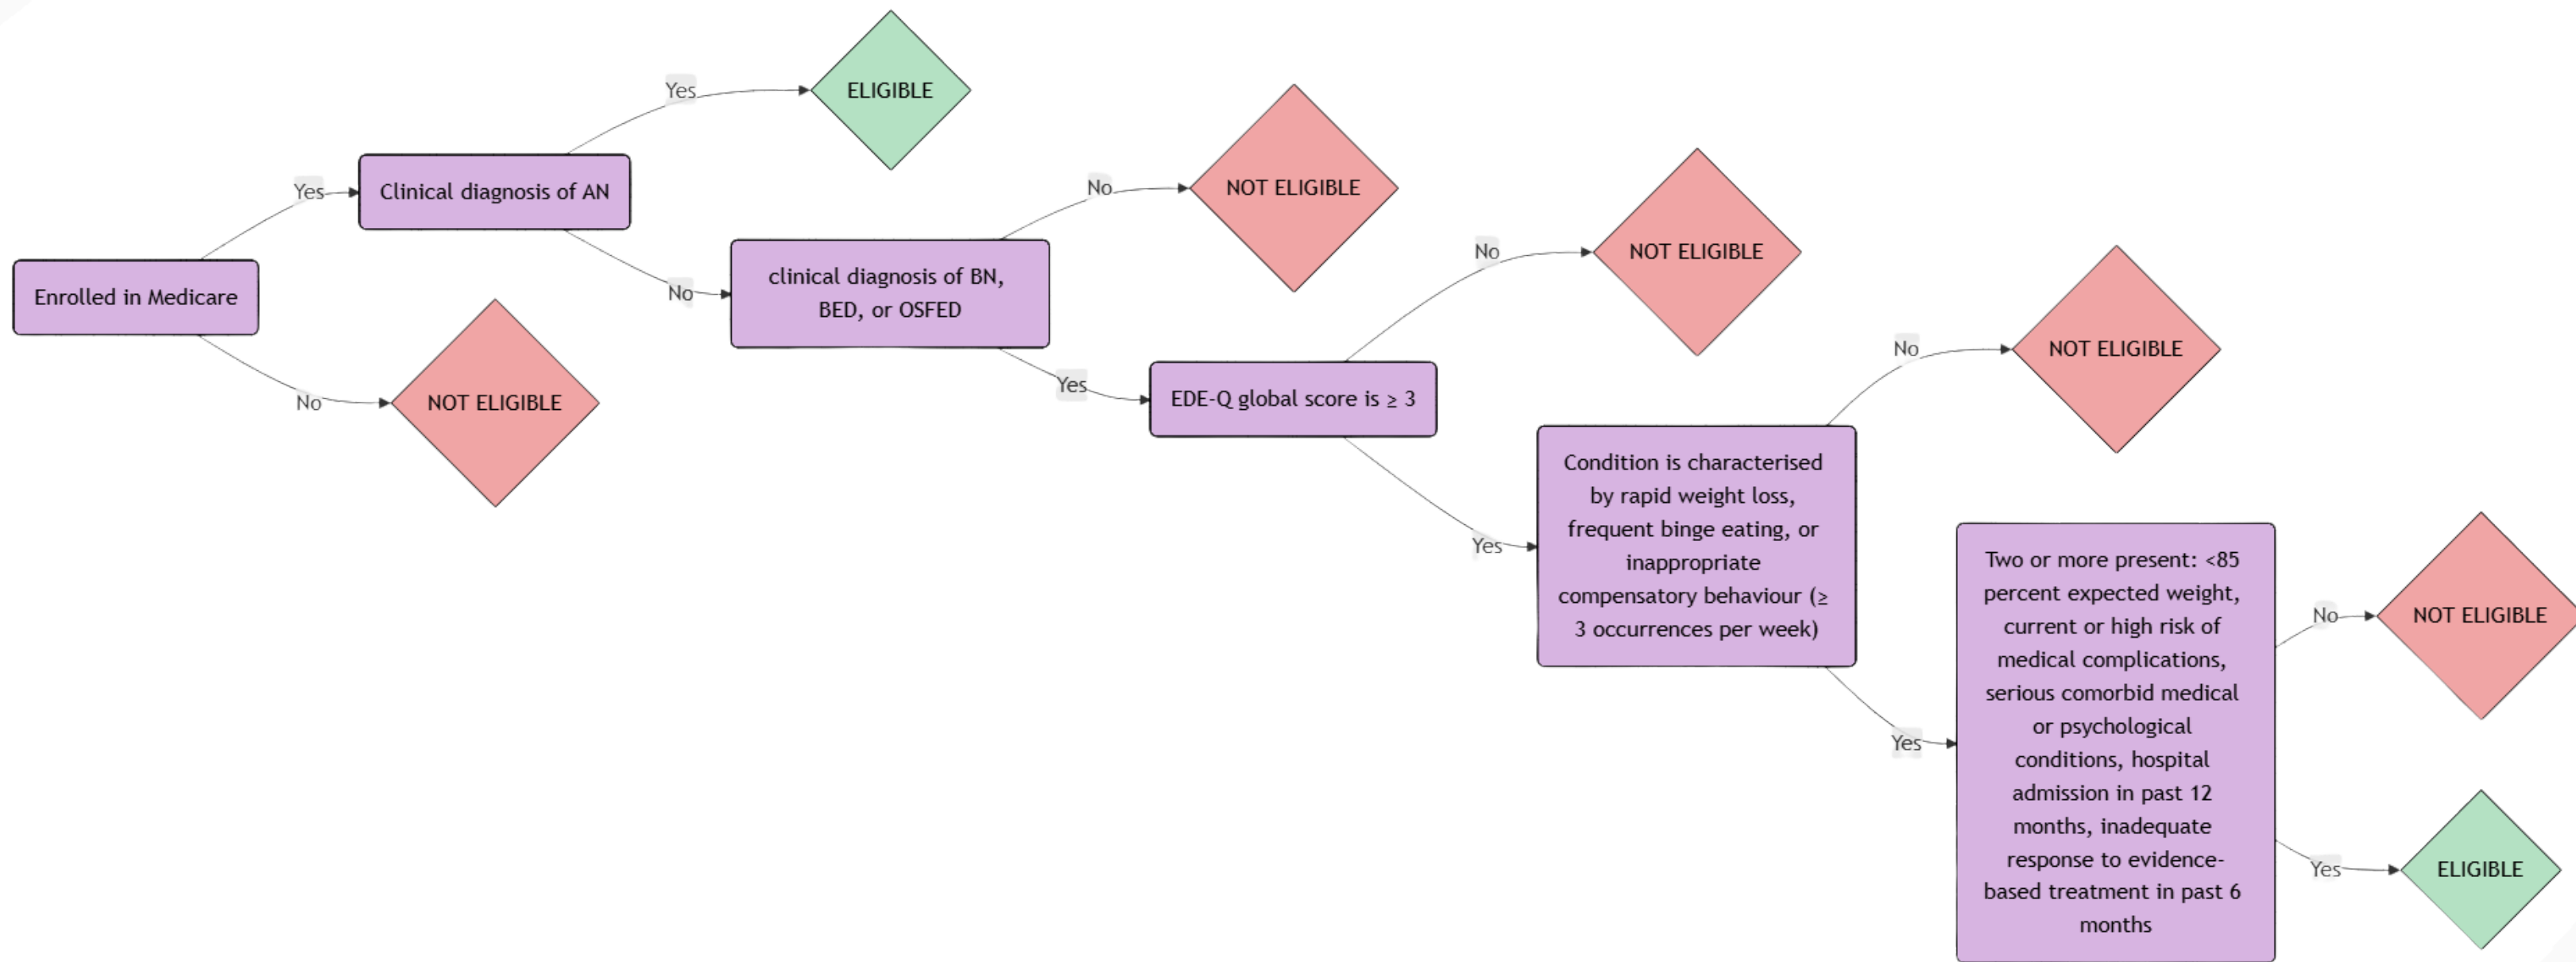 Enrolled in Medicare
Yes
No
Clinical diagnosis of AN
NOT ELIGIBLE
Yes
No
ELIGIBLE
clinical diagnosis of BN,
BED, or OSFED
No
Yes
NOT ELIGIBLE
EDE-Q global score is ≥ 3
No
Yes
NOT ELIGIBLE
Condition is characterised
by rapid weight loss,
frequent binge eating, or
inappropriate
compensatory behaviour (≥
3 occurrences per week)
No
Yes
NOT ELIGIBLE
Two or more present: <85
percent expected weight,
current or high risk of
medical complications,
serious comorbid medical
or psychological
conditions, hospital
admission in past 12
months, inadequate
response to evidence-
based treatment in past 6
months
No
Yes
NOT ELIGIBLE
ELIGIBLE